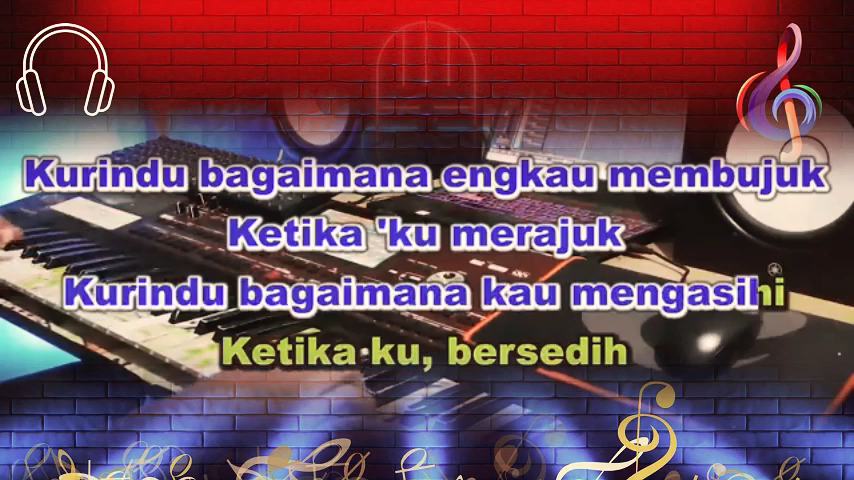 Kurindu bagaimana engkau membujuk
Ketika 'ku merajuk
Kurindu bagaimana kau mengasihi
Ketika ku, bersedih